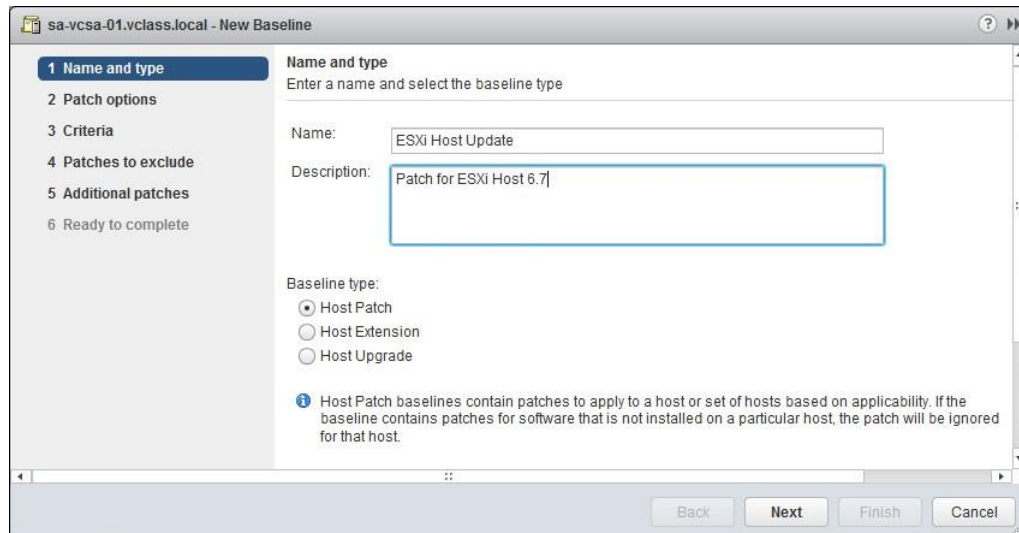 sa-vcsa-01.vclass.local - New Baseline
?
1 Name and type
2 Patch options
3 Criteria
4 Patches to exclude
5 Additional patches
6 Ready to complete
Name and type
Enter a name and select the baseline type
Name: ESXi Host Update
Description: Patch for ESXi Host 6.7
Baseline type:
Host Patch
Host Extension
Host Upgrade
Host Patch baselines contain patches to apply to a host or set of hosts based on applicability. If the
baseline contains patches for software that is not installed on a particular host, the patch will be ignored
for that host.
Back Next Finish Cancel